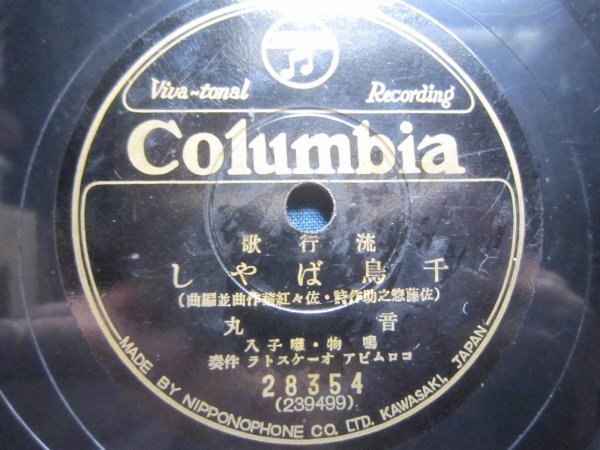 Viva-tonal Recording
Columbia
流行歌
千鳥ばやし
(佐藤惣之助作詩・佐々紅華作曲並編曲)
音丸
鳴物・囃子入
コロムビア オーケストラ 伴奏
28354
(239499)
MADE BY NIPPONOPHONE CO. LTD. KAWASAKI, JAPAN